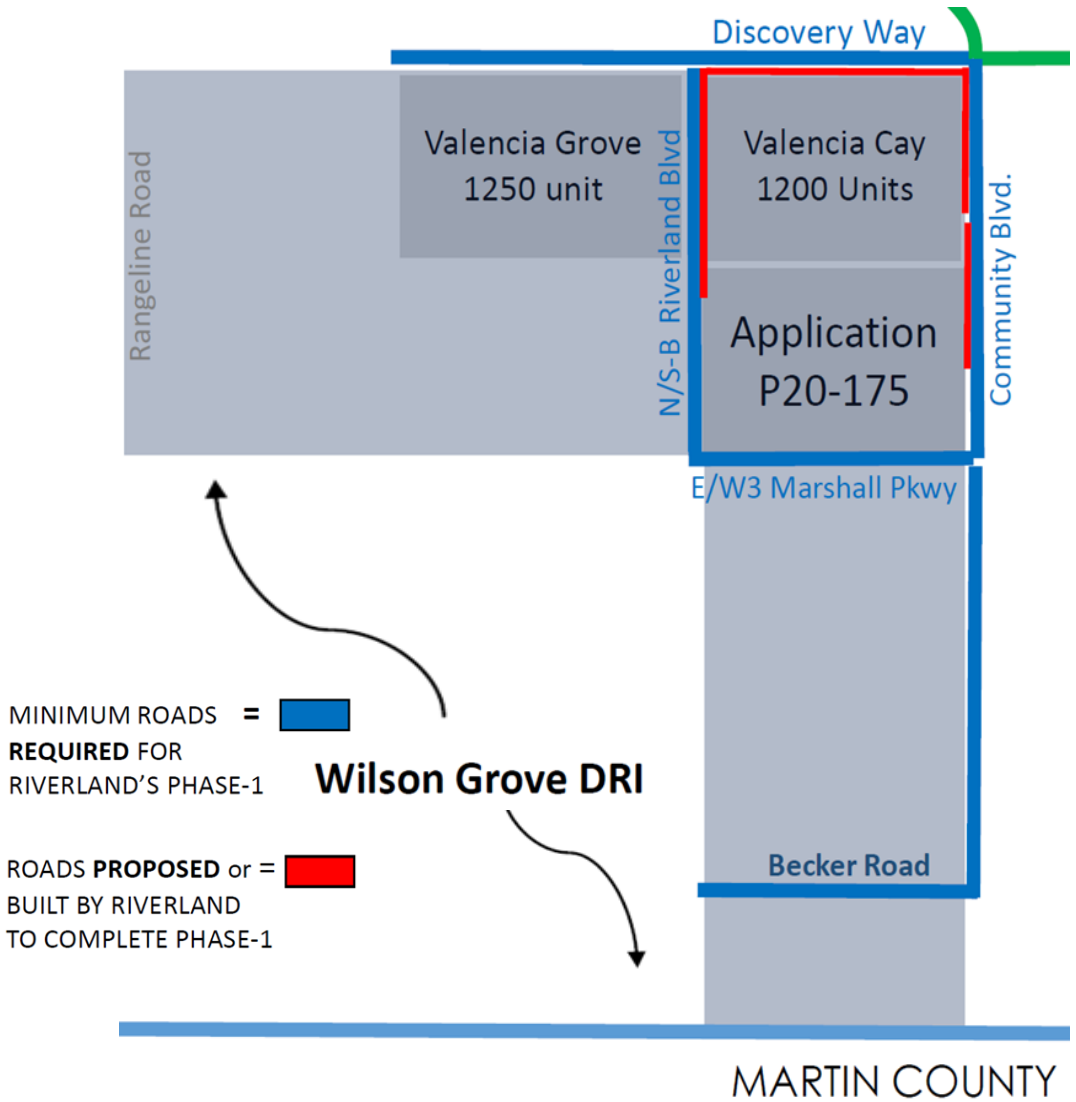 Discovery Way
Valencia Grove
1250 unit
Valencia Cay
1200 Units
Rangeline Road
N/S-B Riverland Blvd
Community Blvd.
Application
P20-175
E/W3 Marshall Pkwy
MINIMUM ROADS =
REQUIRED FOR
RIVERLAND'S PHASE-1
Wilson Grove DRI
ROADS PROPOSED or =
BUILT BY RIVERLAND
TO COMPLETE PHASE-1
Becker Road
MARTIN COUNTY